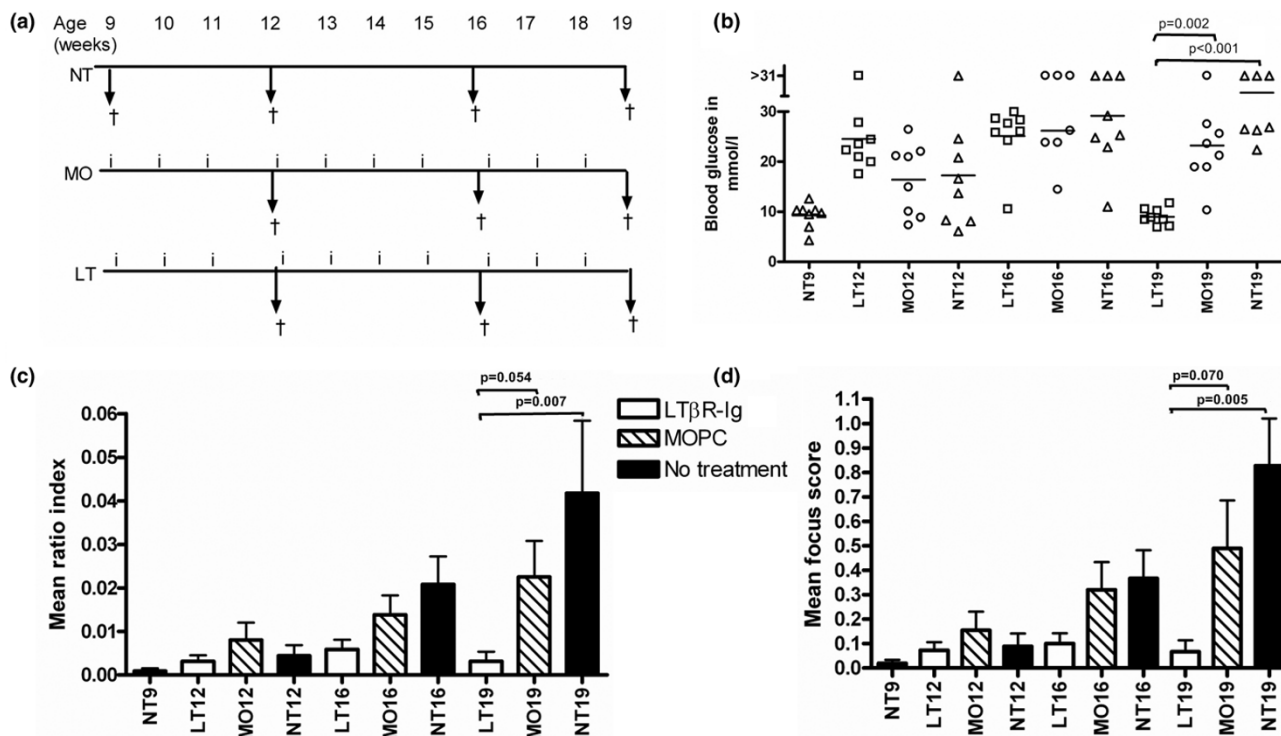 (a)
Age 9 10 11 12 13 14 15 16 17 18 19
(weeks)
NT
† † † †
i i i i i i i i i i
MO
† † †
i i i i i i i i i i
LT
† † †
(b)
p=0.002
p<0.001
Blood glucose in
mmol/l
>31
30
20
10
0
NT9 LT12 MO12 NT12 LT16 MO16 NT16 LT19 MO19 NT19
(c)
p=0.054
p=0.007
Mean ratio index
0.06
0.05
0.04
0.03
0.02
0.01
0.00
NT9 LT12 MO12 NT12 LT16 MO16 NT16 LT19 MO19 NT19
LTβR-Ig
MOPC
No treatment
(d)
p=0.070
p=0.005
Mean focus score
1.1
1.0
0.9
0.8
0.7
0.6
0.5
0.4
0.3
0.2
0.1
0.0
NT9 LT12 MO12 NT12 LT16 MO16 NT16 LT19 MO19 NT19